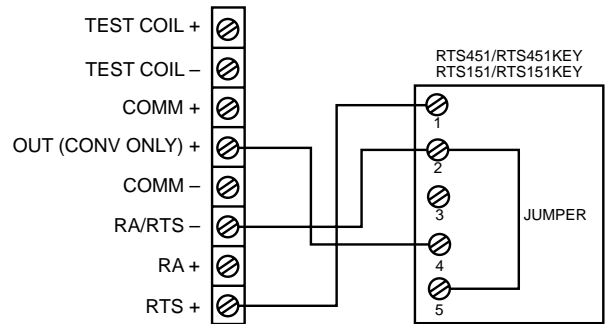 TEST COIL +
TEST COIL –
COMM +
OUT (CONV ONLY) +
COMM –
RA/RTS –
RA +
RTS +
RTS451/RTS451KEY
RTS151/RTS151KEY
1
2
3
4
5
JUMPER